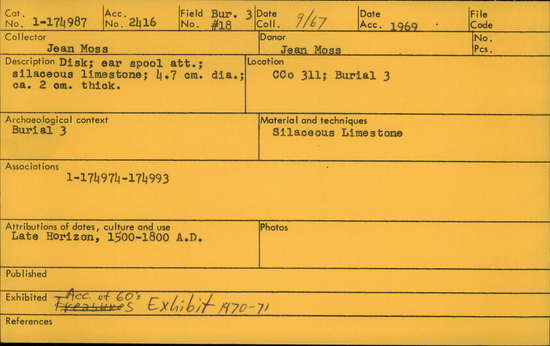 Cat. Acc. Field Bur. 3 Date Date File
No. 1-174987 No. 2416 No. #18 Coll. 9/67 Acc. 1969 Code
Collector Donor No.
Jean Moss Jean Moss Pcs.
Description Disk; ear spool att.; Location
silaceous limestone; 4.7 cm. dia.; CCo 311; Burial 3
ca. 2 cm. thick.
Archaeological context Material and techniques
Burial 3 Silaceous Limestone
Associations
1-174974-174993
Attributions of dates, culture and use Photos
Late Horizon, 1500-1800 A.D.
Published
Acc. of 60's
Exhibited Treasures Exhibit 1970-71
References